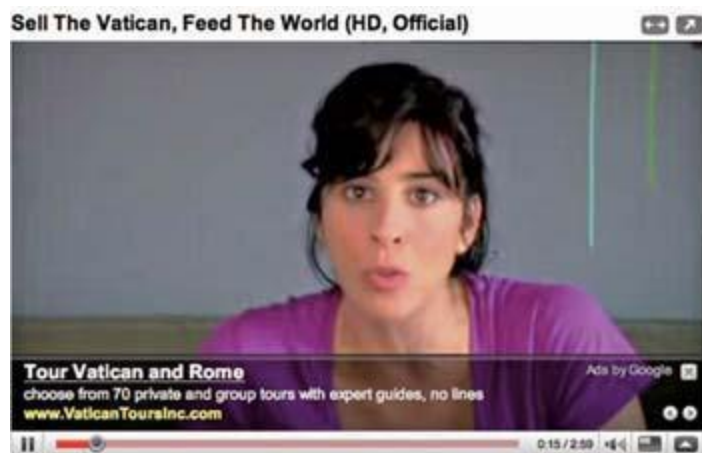 Sell The Vatican, Feed The World (HD, Official)
Tour Vatican and Rome
Ads by Google
choose from 70 private and group tours with expert guides, no lines
www.VaticanToursInc.com
0:15 / 2:59